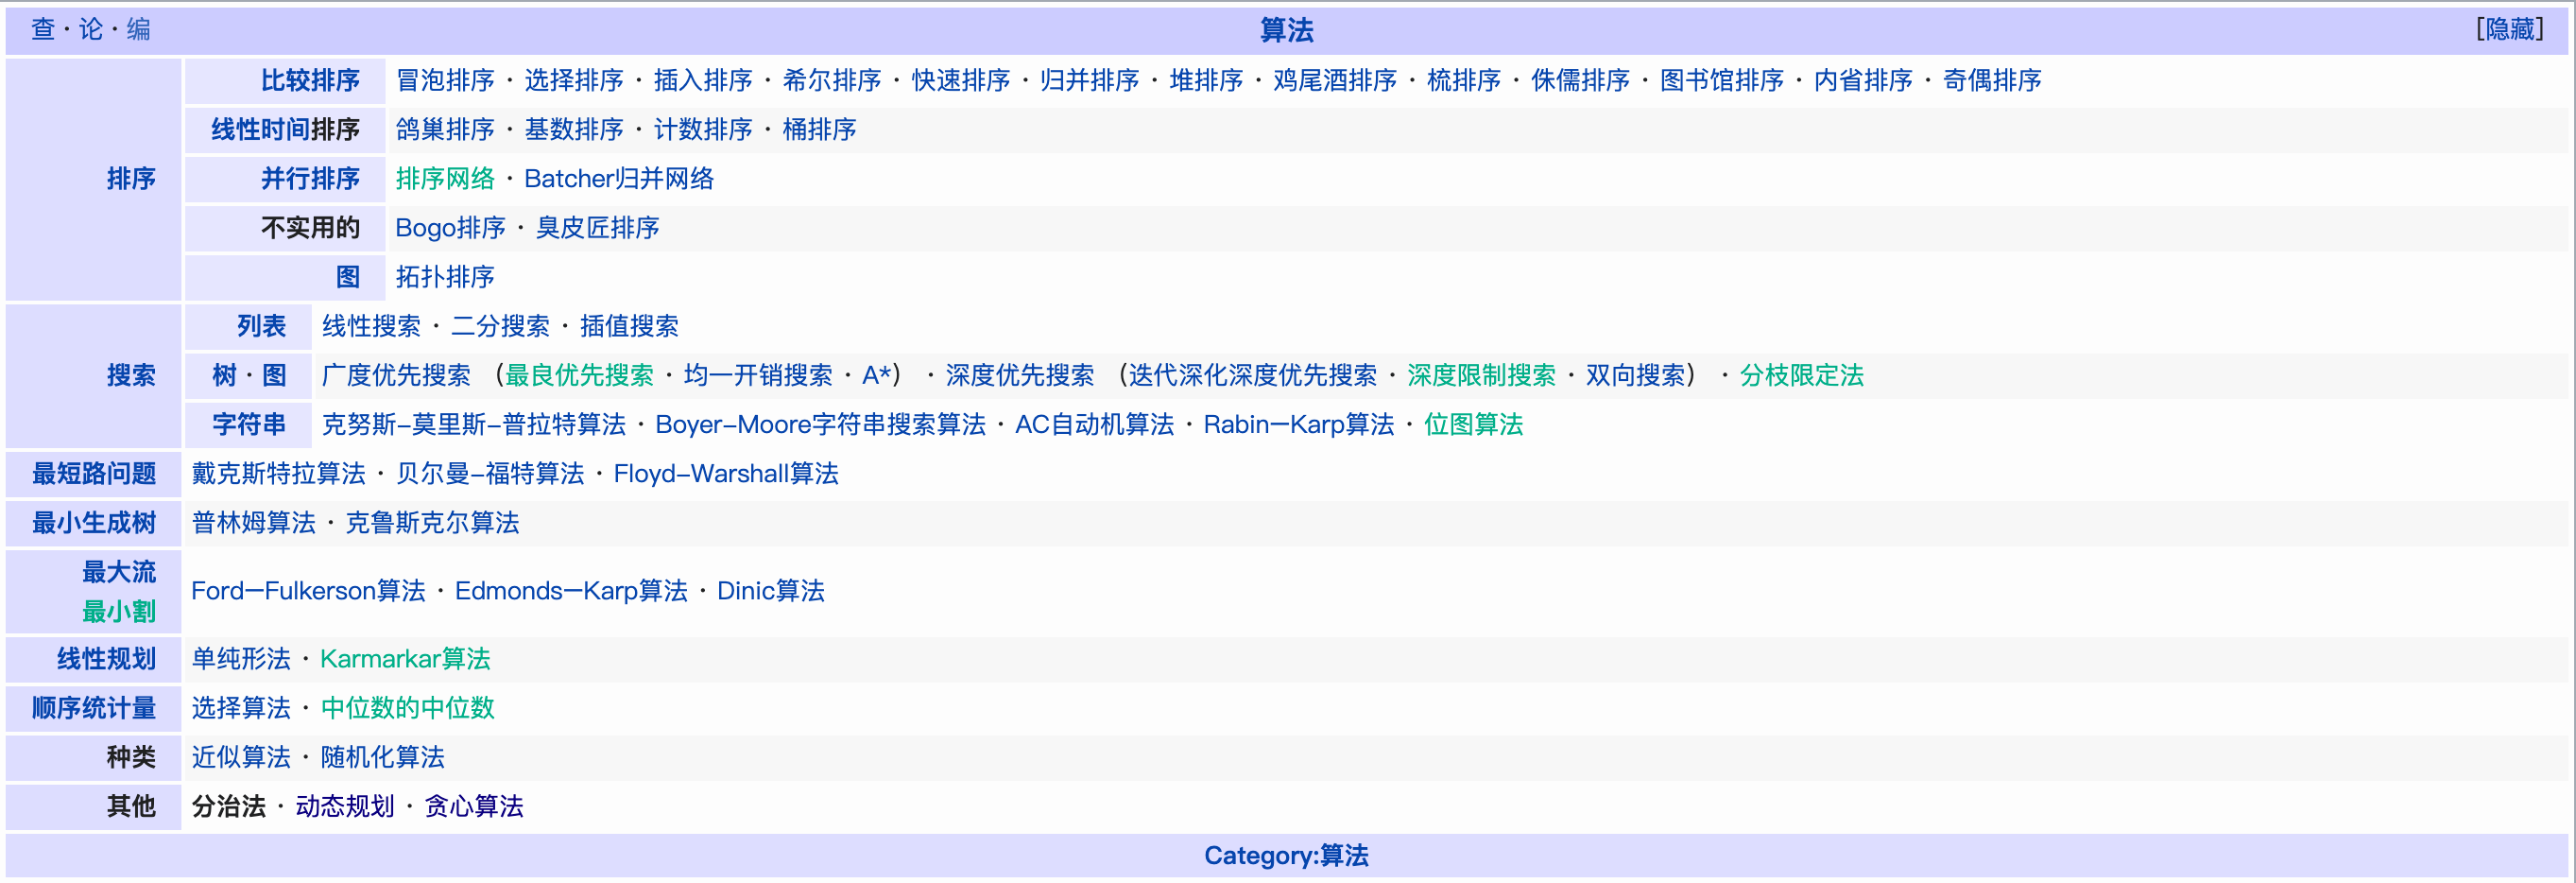 查·论·编 算法 [隐藏]
排序
比较排序 冒泡排序 · 选择排序 · 插入排序 · 希尔排序 · 快速排序 · 归并排序 · 堆排序 · 鸡尾酒排序 · 梳排序 · 侏儒排序 · 图书馆排序 · 内省排序 · 奇偶排序
线性时间排序 鸽巢排序 · 基数排序 · 计数排序 · 桶排序
并行排序 排序网络 · Batcher归并网络
不实用的 Bogo排序 · 臭皮匠排序
图 拓扑排序
搜索
列表 线性搜索 · 二分搜索 · 插值搜索
树·图 广度优先搜索 （最良优先搜索 · 均一开销搜索 · A*） · 深度优先搜索 （迭代深化深度优先搜索 · 深度限制搜索 · 双向搜索） · 分枝限定法
字符串 克努斯-莫里斯-普拉特算法 · Boyer-Moore字符串搜索算法 · AC自动机算法 · Rabin–Karp算法 · 位图算法
最短路问题 戴克斯特拉算法 · 贝尔曼-福特算法 · Floyd-Warshall算法
最小生成树 普林姆算法 · 克鲁斯克尔算法
最大流
最小割
Ford–Fulkerson算法 · Edmonds–Karp算法 · Dinic算法
线性规划 单纯形法 · Karmarkar算法
顺序统计量 选择算法 · 中位数的中位数
种类 近似算法 · 随机化算法
其他 分治法 · 动态规划 · 贪心算法
Category:算法